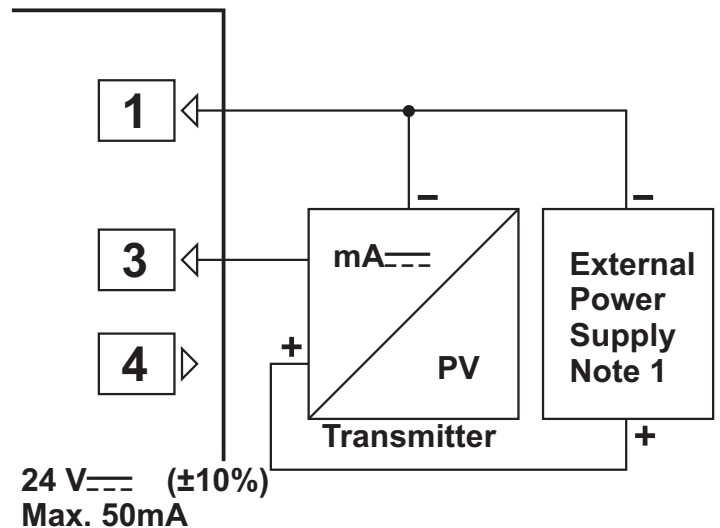 1
–
–
3
mA⎓
External
Power
Supply
Note 1
+
4
PV
Transmitter
+
24 V⎓ (±10%)
Max. 50mA